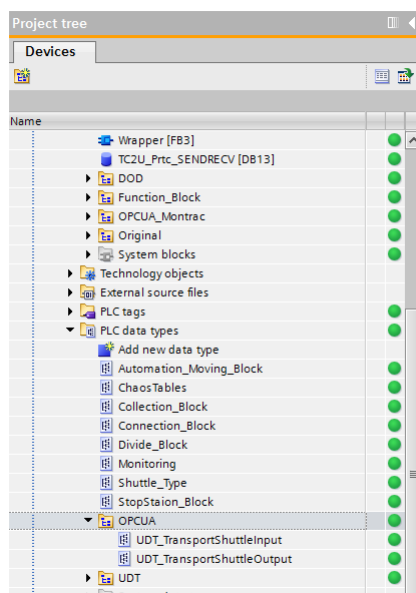 Project tree
Devices
Name
Wrapper [FB3]
TC2U_Prtc_SENDRECV [DB13]
DOD
Function_Block
OPCUA_Montrac
Original
System blocks
Technology objects
External source files
PLC tags
PLC data types
Add new data type
Automation_Moving_Block
ChaosTables
Collection_Block
Connection_Block
Divide_Block
Monitoring
Shuttle_Type
StopStaion_Block
OPCUA
UDT_TransportShuttleInput
UDT_TransportShuttleOutput
UDT